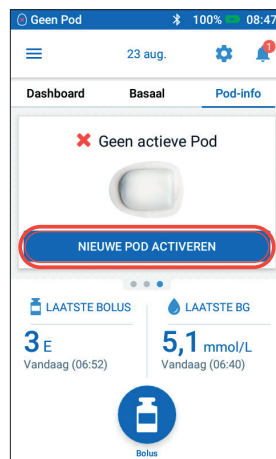 Geen Pod 100% 08:47
23 aug. 1
Dashboard Basaal Pod-info
Geen actieve Pod
NIEUWE POD ACTIVEREN
LAATSTE BOLUS LAATSTE BG
3 E 5,1 mmol/L
Vandaag (06:52) Vandaag (06:40)
Bolus